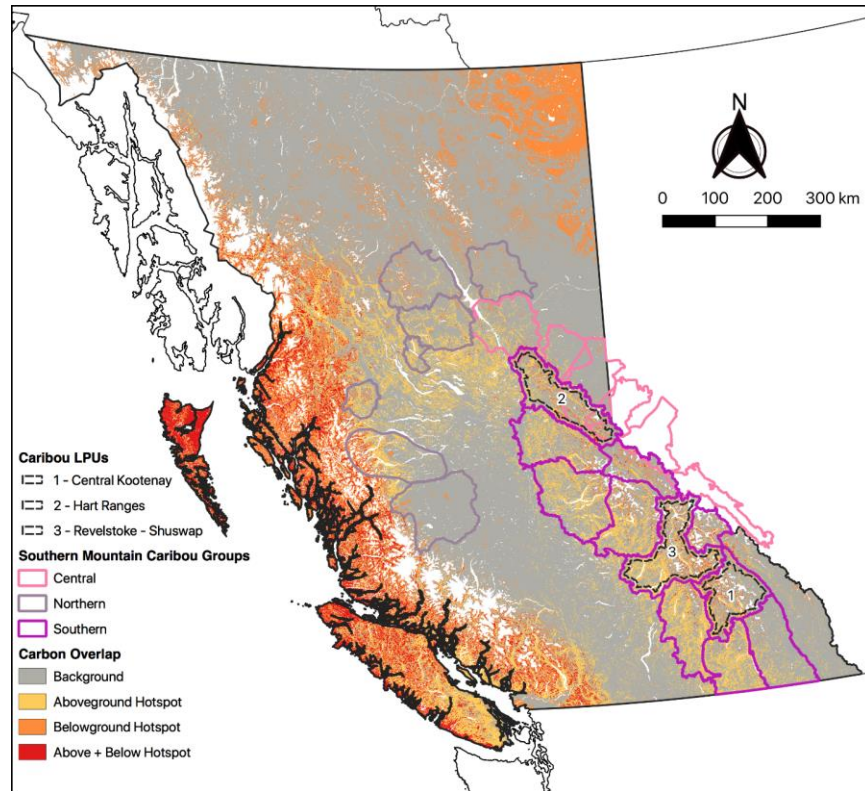 N
0 100 200 300 km
2
3
1
Caribou LPUs
1 - Central Kootenay
2 - Hart Ranges
3 - Revelstoke - Shuswap
Southern Mountain Caribou Groups
Central
Northern
Southern
Carbon Overlap
Background
Aboveground Hotspot
Belowground Hotspot
Above + Below Hotspot